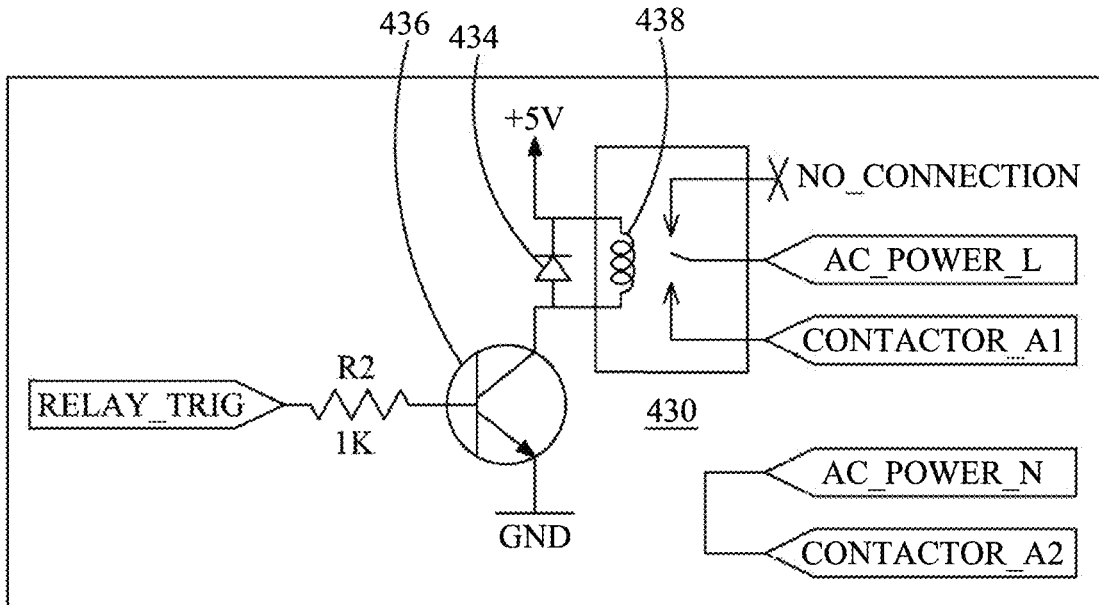 436
434
438
+5V
NO_CONNECTION
AC_POWER_L
CONTACTOR_A1
R2
RELAY_TRIG
1K
430
AC_POWER_N
GND
CONTACTOR_A2